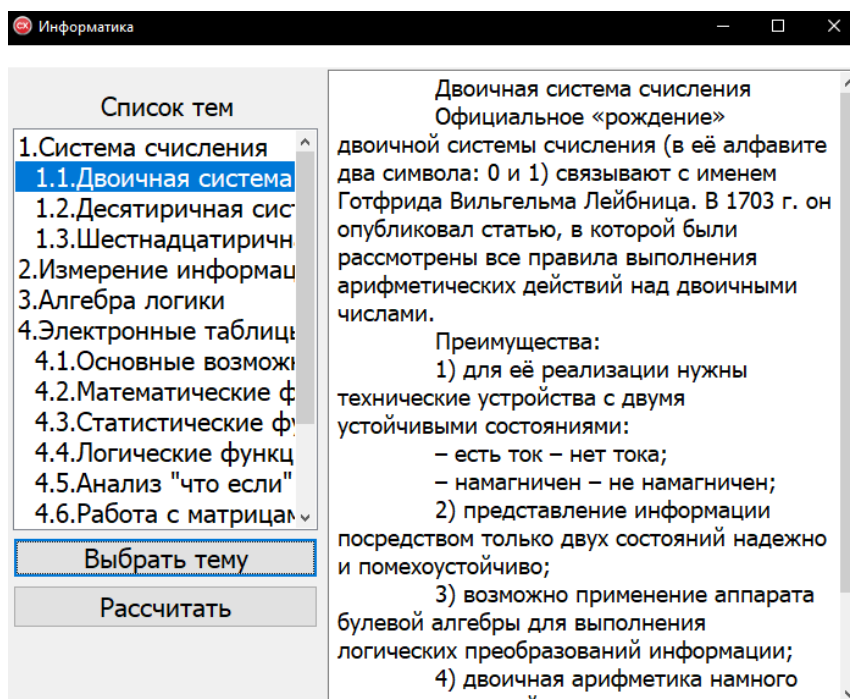 Информатика
Список тем
1.Система счисления
1.1.Двоичная система
1.2.Десятиричная сис
1.3.Шестнадцатиричн
2.Измерение информац
3.Алгебра логики
4.Электронные таблиц
4.1.Основные возмож
4.2.Математические ф
4.3.Статистические фу
4.4.Логические функц
4.5.Анализ "что если"
4.6.Работа с матрицам
Выбрать тему
Рассчитать
Двоичная система счисления
Официальное «рождение»
двоичной системы счисления (в её алфавите
два символа: 0 и 1) связывают с именем
Готфрида Вильгельма Лейбница. В 1703 г. он
опубликовал статью, в которой были
рассмотрены все правила выполнения
арифметических действий над двоичными
числами.
Преимущества:
1) для её реализации нужны
технические устройства с двумя
устойчивыми состояниями:
– есть ток – нет тока;
– намагничен – не намагничен;
2) представление информации
посредством только двух состояний надежно
и помехоустойчиво;
3) возможно применение аппарата
булевой алгебры для выполнения
логических преобразований информации;
4) двоичная арифметика намного